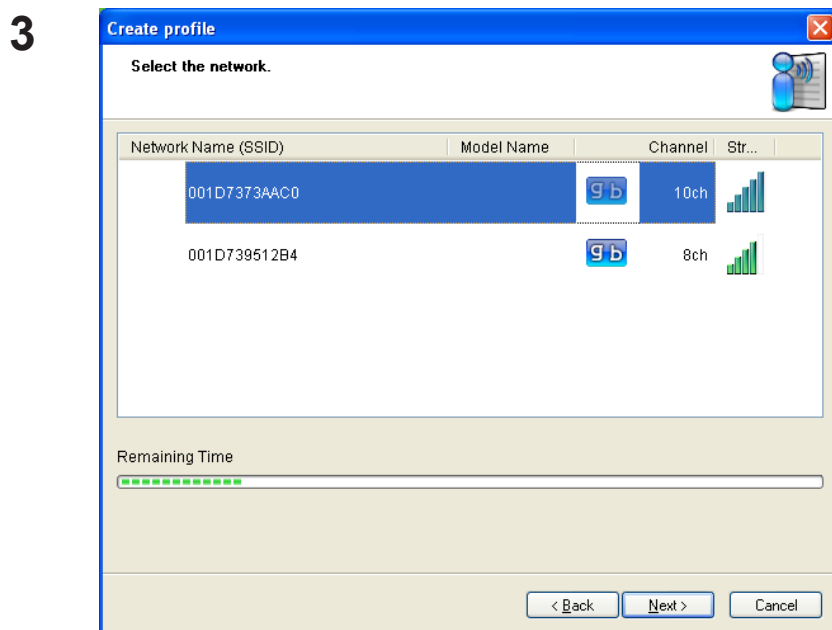 3
Create profile
Select the network.
Network Name (SSID) Model Name Channel Str...
001D7373AAC0 g b 10ch
001D739512B4 g b 8ch
Remaining Time
< Back Next > Cancel